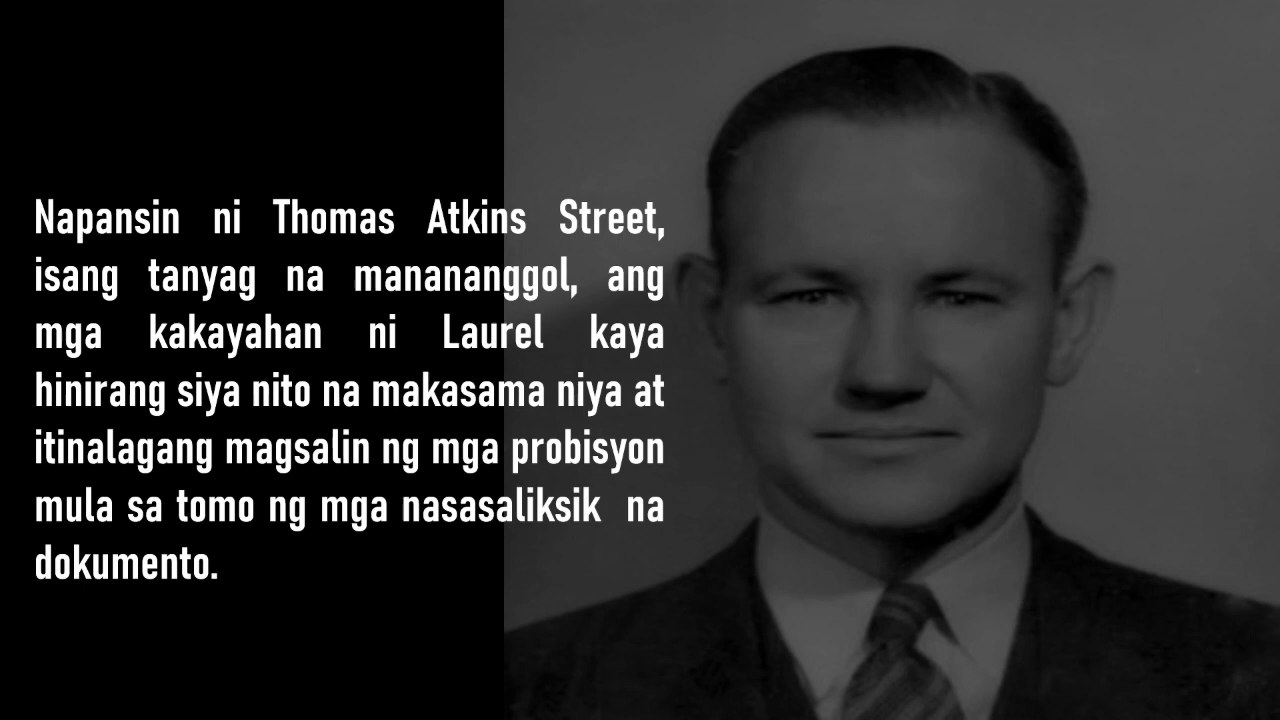 Napansin ni Thomas Atkins Street,
isang tanyag na manananggol, ang
mga kakayahan ni Laurel kaya
hinirang siya nito na makasama niya at
itinalagang magsalin ng mga probisyon
mula sa tomo ng mga nasasaliksik na
dokumento.